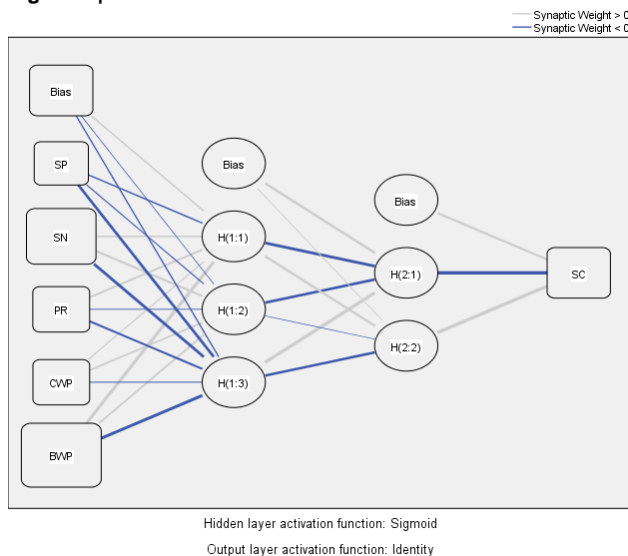 Synaptic Weight > 0
Synaptic Weight < 0
Bias
SP
SN
PR
CWP
BWP
Bias
H(1:1)
H(1:2)
H(1:3)
Bias
H(2:1)
H(2:2)
SC
Hidden layer activation function: Sigmoid
Output layer activation function: Identity